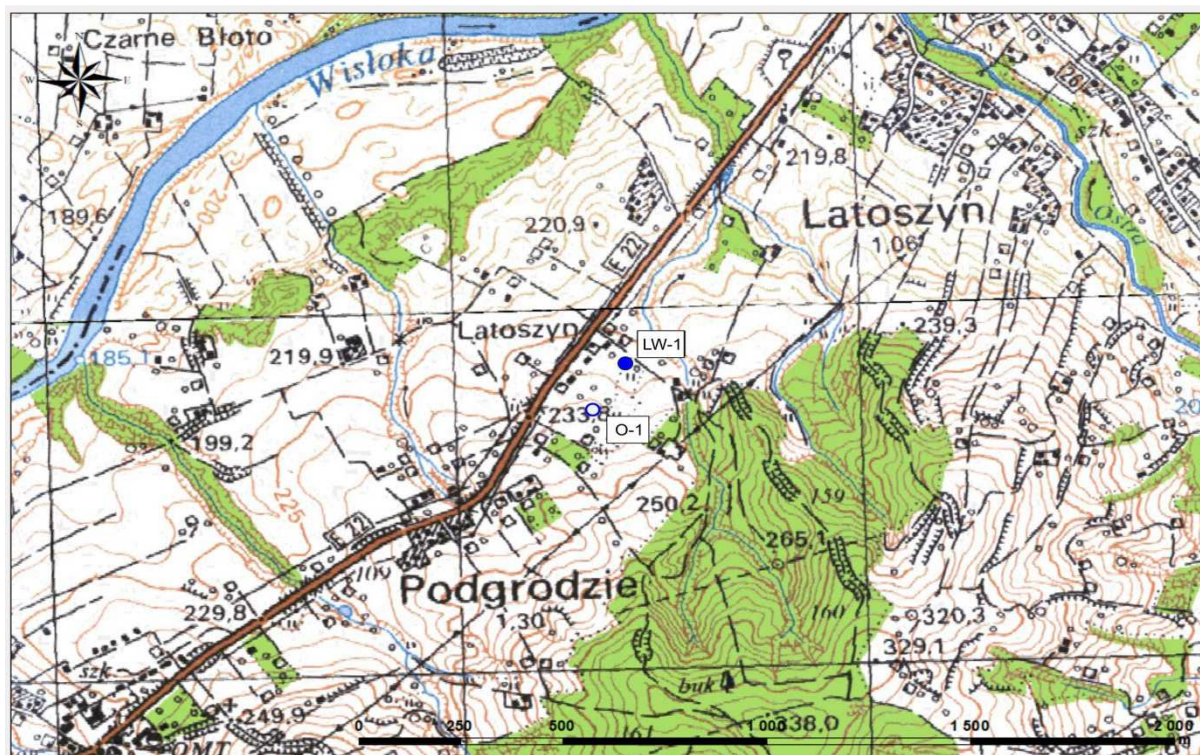 Czarne Błoto
N
W
E
S
Wisłoka
szk.
219,8
189,6
200
220,9
Latoszyn
1.06
Ostra
E 22
239,3
Latoszyn
LW-1
185,1
219,9
233,8
O-1
199,2
250,2
159
225
265,1
E 22
109
Podgrodzie
160
229,8
1.30
320,3
329,1
szk.
buk
249,9
338,0
0
250
500
1 000
1 500
2 000
m